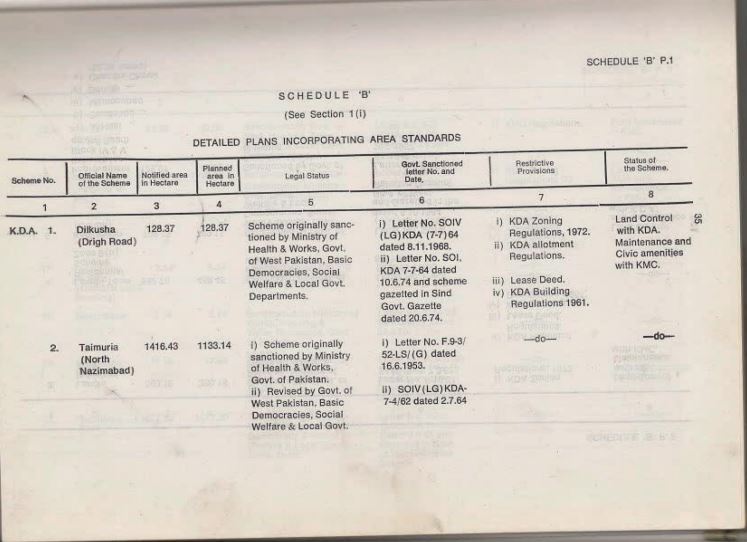 SCHEDULE 'B' P.1
SCHEDULE 'B'
(See Section 1(i)
DETAILED PLANS INCORPORATING AREA STANDARDS
Scheme No. Official Name of the Scheme Notified area in Hectare Planned area in Hectare Legal Status Govt. Sanctioned letter No. and Date. Restrictive Provisions Status of the Scheme.
1 2 3 4 5 6 7 8
K.D.A. 1. Dilkusha 128.37 128.37 Scheme originally sanc- i) Letter No. SOIV i) KDA Zoning Land Control
(Drigh Road) tioned by Ministry of (LG)KDA (7-7)64 Regulations, 1972. with KDA.
Health & Works, Govt. dated 8.11.1968. ii) KDA allotment Maintenance and
of West Pakistan, Basic ii) Letter No. SOI. Regulations. Civic amenities
Democracies, Social KDA 7-7-64 dated with KMC.
Welfare & Local Govt. 10.6.74 and scheme iii) Lease Deed.
Departments. gazetted in Sind iv) KDA Building
Govt. Gazette Regulations 1961.
dated 20.6.74.
35
2. Taimuria 1416.43 1133.14 i) Scheme originally i) Letter No. F.9-3/ —do— —do—
(North sanctioned by Ministry 52-LS/(G) dated
Nazimabad) of Health & Works, 16.6.1953.
Govt. of Pakistan.
ii) Revised by Govt. of ii) SOIV(LG)KDA-
West Pakistan, Basic 7-4/62 dated 2.7.64
Democracies, Social
Welfare & Local Govt.